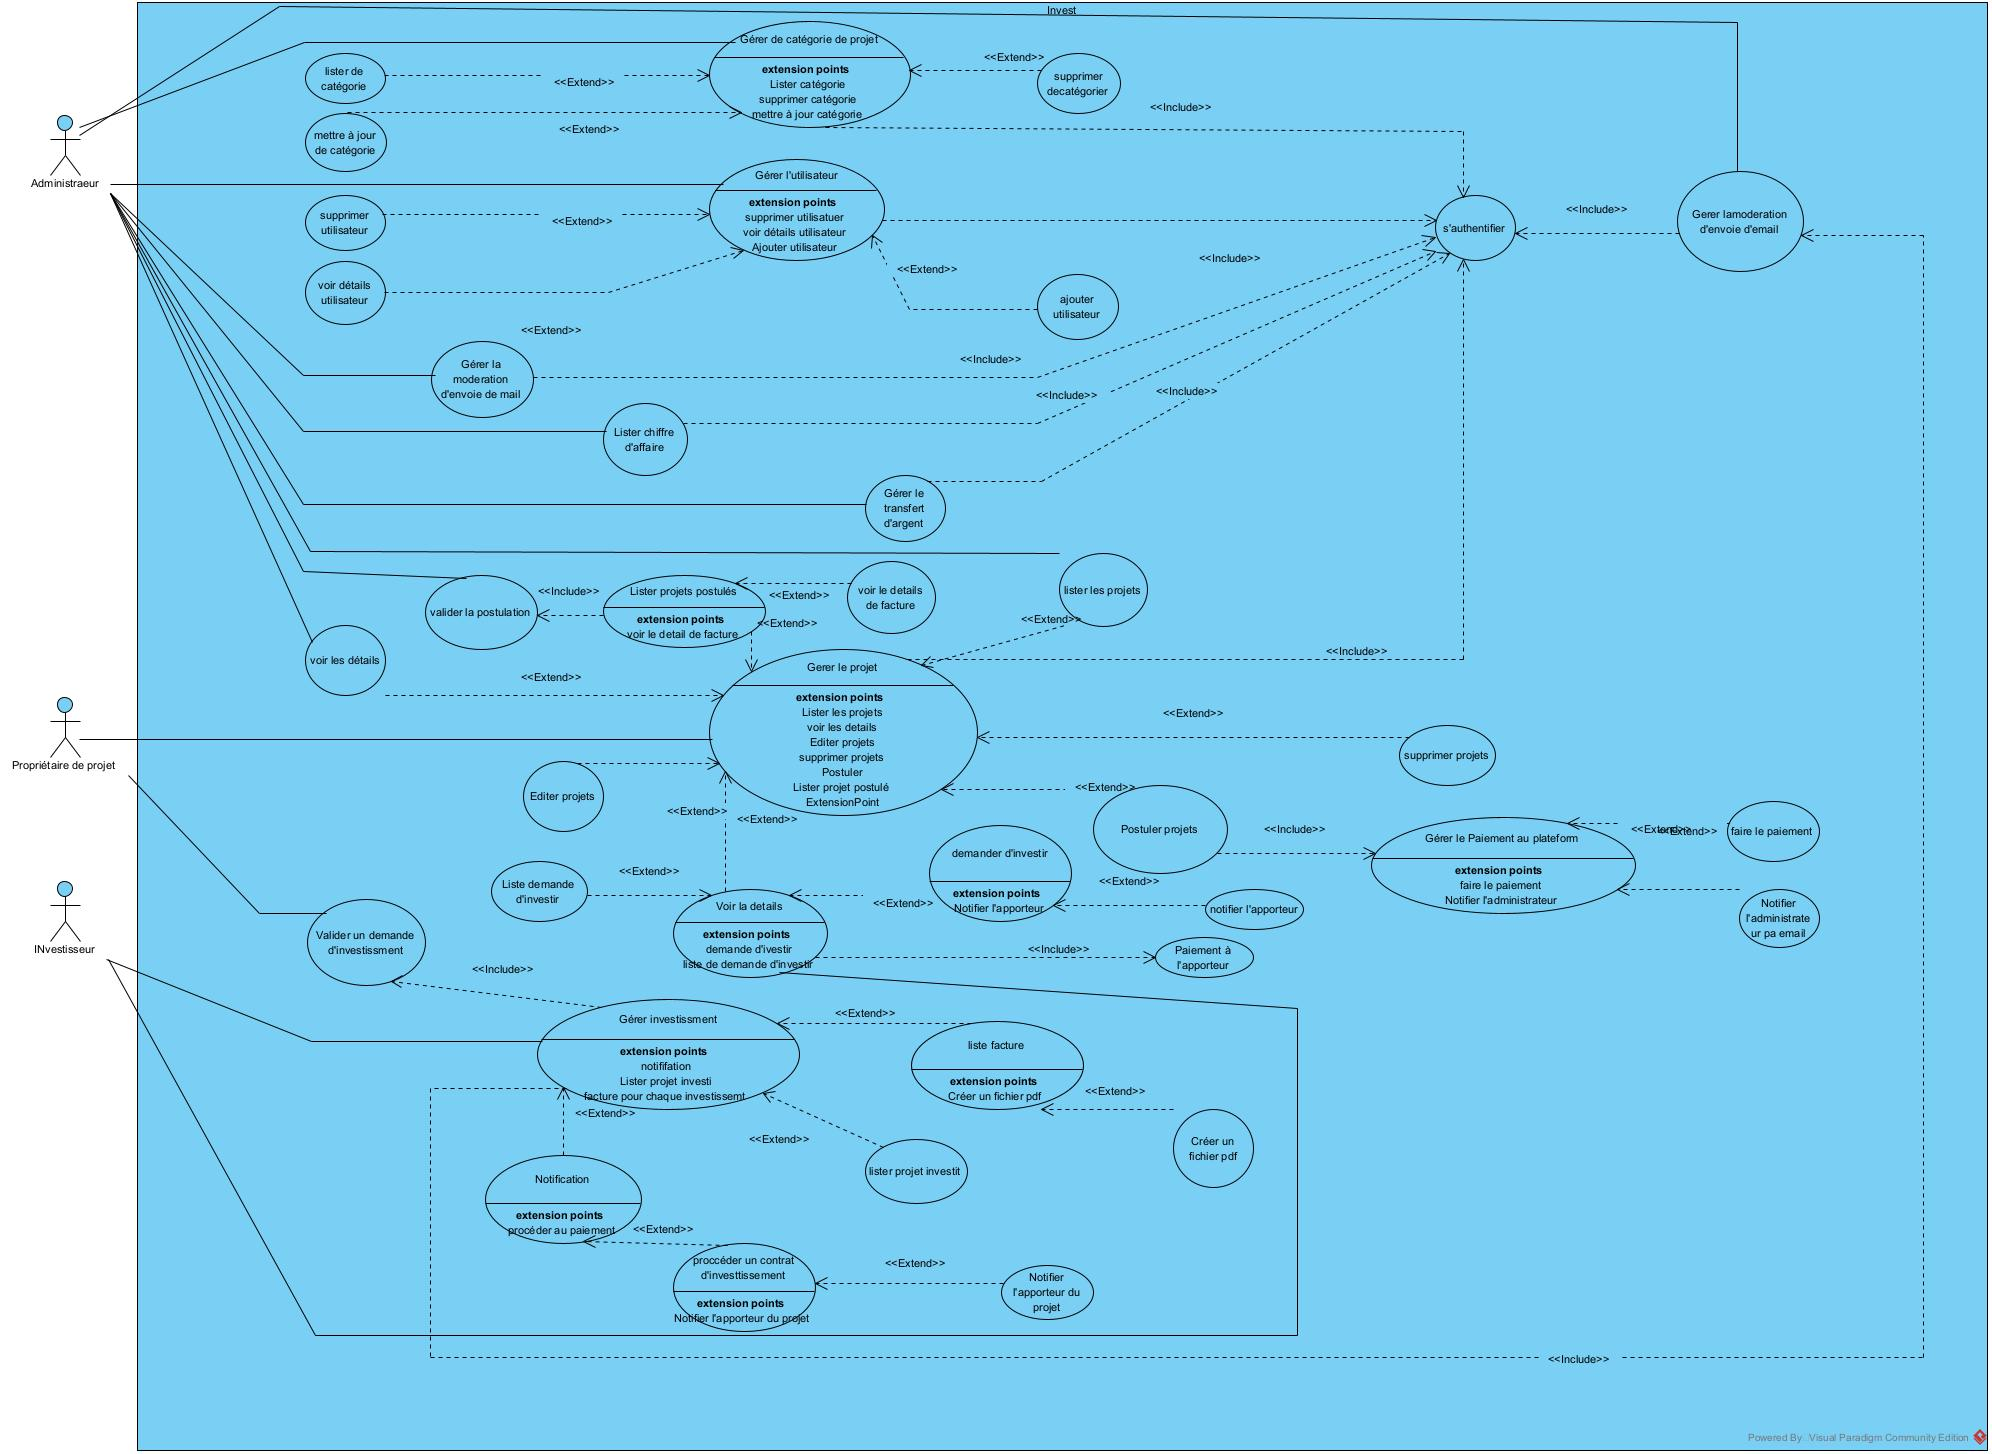 Invest
Gérer de catégorie de projet
extension points
Lister catégorie
supprimer catégorie
mettre à jour catégorie
lister de
catégorie
<<Extend>>
<<Extend>>
supprimer
decatégorier
<<Include>>
mettre à jour
de catégorie
<<Extend>>
Administraeur
Gérer l'utilisateur
extension points
supprimer utilisatuer
voir détails utilisateur
Ajouter utilisateur
supprimer
utilisateur
<<Extend>>
s'authentifier
<<Include>>
Gerer lamoderation
d'envoie d'email
voir détails
utilisateur
<<Extend>>
<<Extend>>
ajouter
utilisateur
<<Include>>
Gérer la
moderation
d'envoie de mail
<<Include>>
Lister chiffre
d'affaire
<<Include>>
<<Include>>
Gérer le
transfert
d'argent
valider la postulation
<<Include>>
Lister projets postulés
extension points
voir le detail de facture
<<Extend>>
voir le details
de facture
lister les projets
<<Extend>>
<<Extend>>
<<Include>>
voir les détails
<<Extend>>
Gerer le projet
extension points
Lister les projets
voir les details
Editer projets
supprimer projets
Postuler
Lister projet postulé
ExtensionPoint
<<Extend>>
supprimer projets
Propriétaire de projet
Editer projets
<<Extend>>
<<Extend>>
<<Extend>>
Postuler projets
<<Include>>
Gérer le Paiement au plateform
extension points
faire le paiement
Notifier l'administrateur
<<Extend>>
<<Extend>>
faire le paiement
Notifier
l'administrate
ur pa email
demander d'investir
extension points
Notifier l'apporteur
<<Extend>>
notifier l'apporteur
Liste demande
d'investir
<<Extend>>
Voir la details
extension points
demande d'ivestir
liste de demande d'investir
<<Extend>>
<<Include>>
Paiement à
l'apporteur
INvestisseur
Valider un demande
d'investissment
<<Include>>
Gérer investissment
extension points
notififation
Lister projet investi
facture pour chaque investissemt
<<Extend>>
liste facture
extension points
Créer un fichier pdf
<<Extend>>
Créer un
fichier pdf
<<Extend>>
<<Extend>>
lister projet investit
Notification
extension points
procéder au paiement
<<Extend>>
proccéder un contrat
d'investtissement
extension points
Notifier l'apporteur du projet
<<Extend>>
Notifier
l'apporteur du
projet
<<Include>>
Powered By Visual Paradigm Community Edition